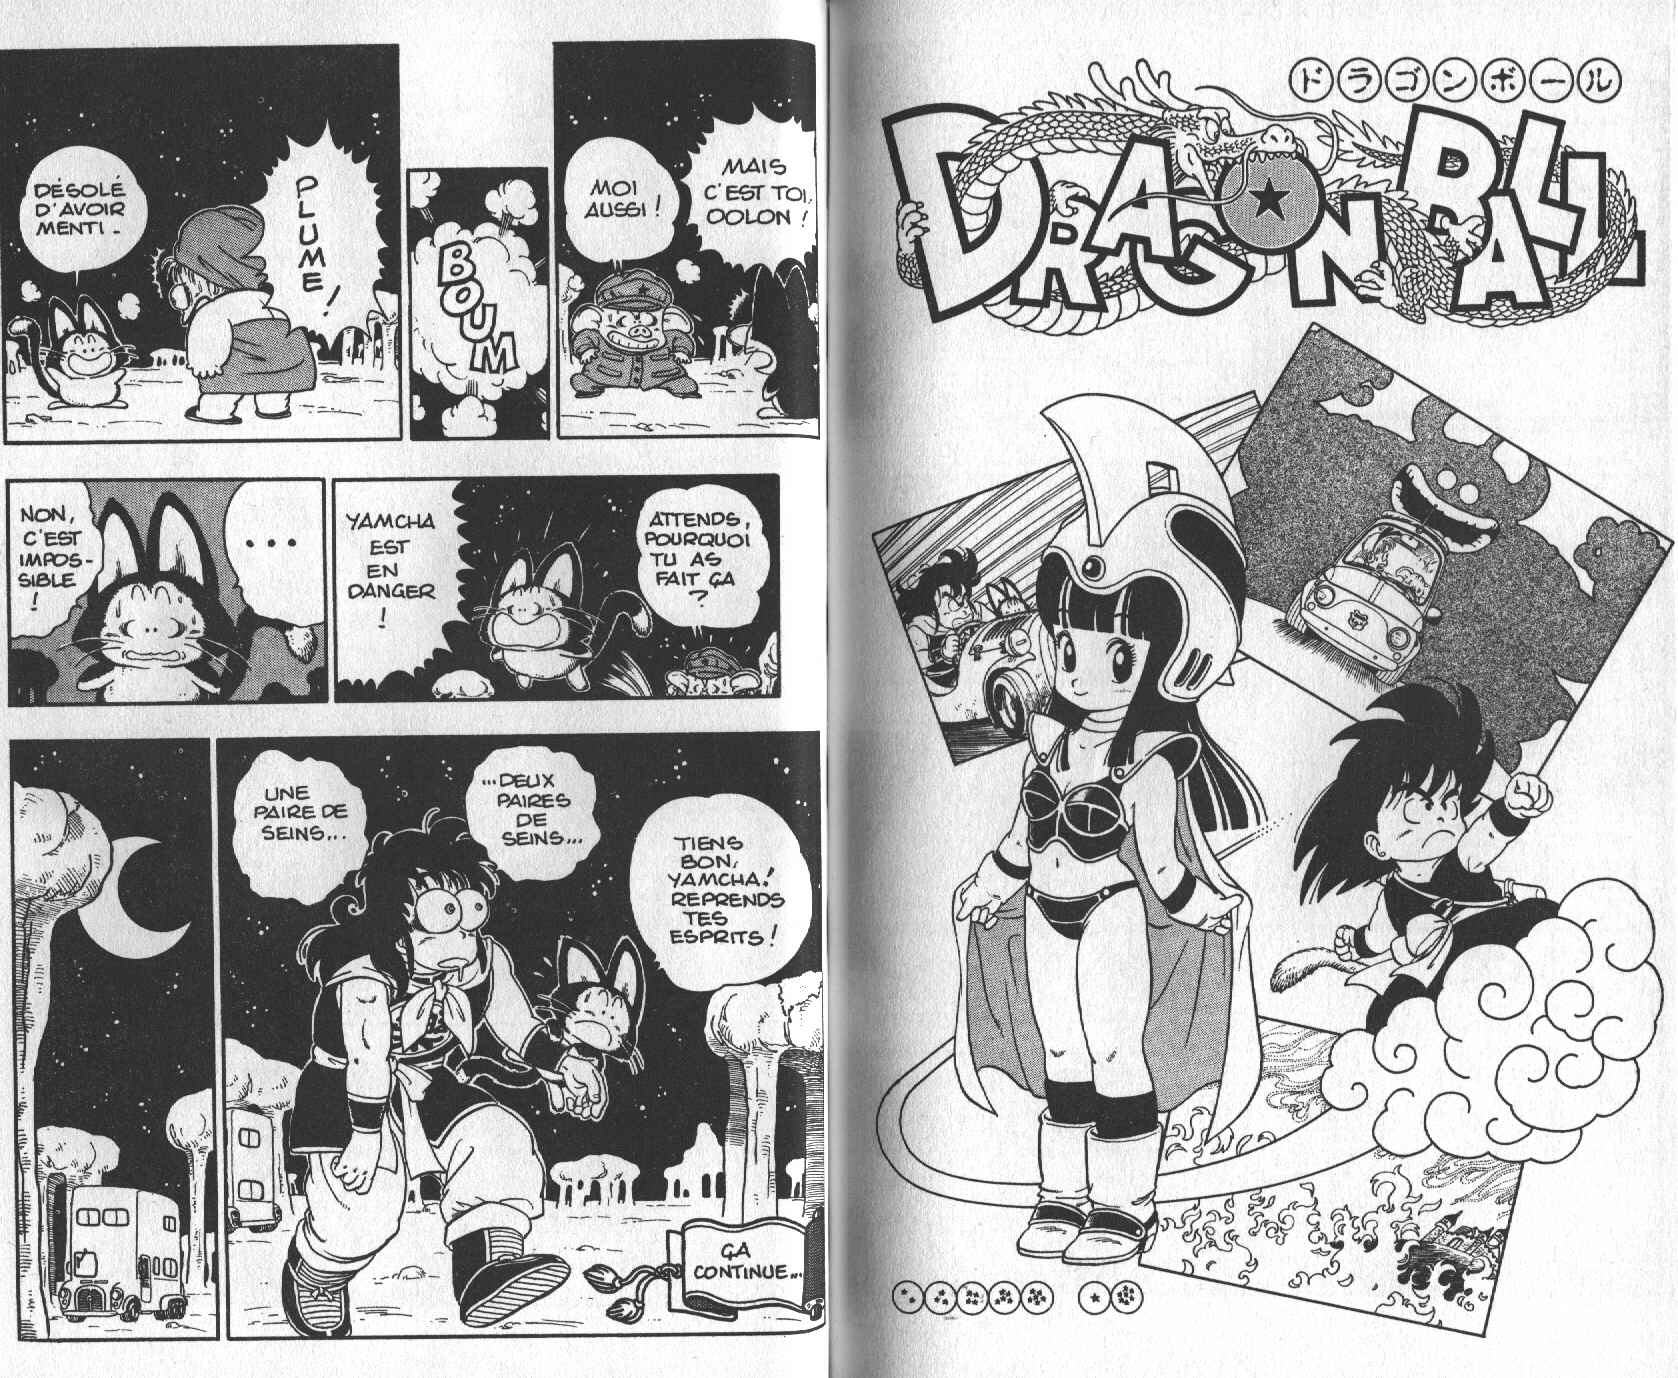 DÉSOLÉ
D'AVOIR
MENTI -
PLUME !
BOUM
MOI
AUSSI !
MAIS
C'EST TOI,
OOLON !
NON,
C'EST
IMPOS-
SIBLE
!
...
YAMCHA
EST
EN
DANGER
!
ATTENDS,
POURQUOI
TU AS
FAIT ÇA
?
UNE
PAIRE DE
SEINS...
...DEUX
PAIRES
DE
SEINS...
TIENS
BON,
YAMCHA !
REPRENDS
TES
ESPRITS !
ÇA
CONTINUE...
ドラゴンボール
DRAGON BALL